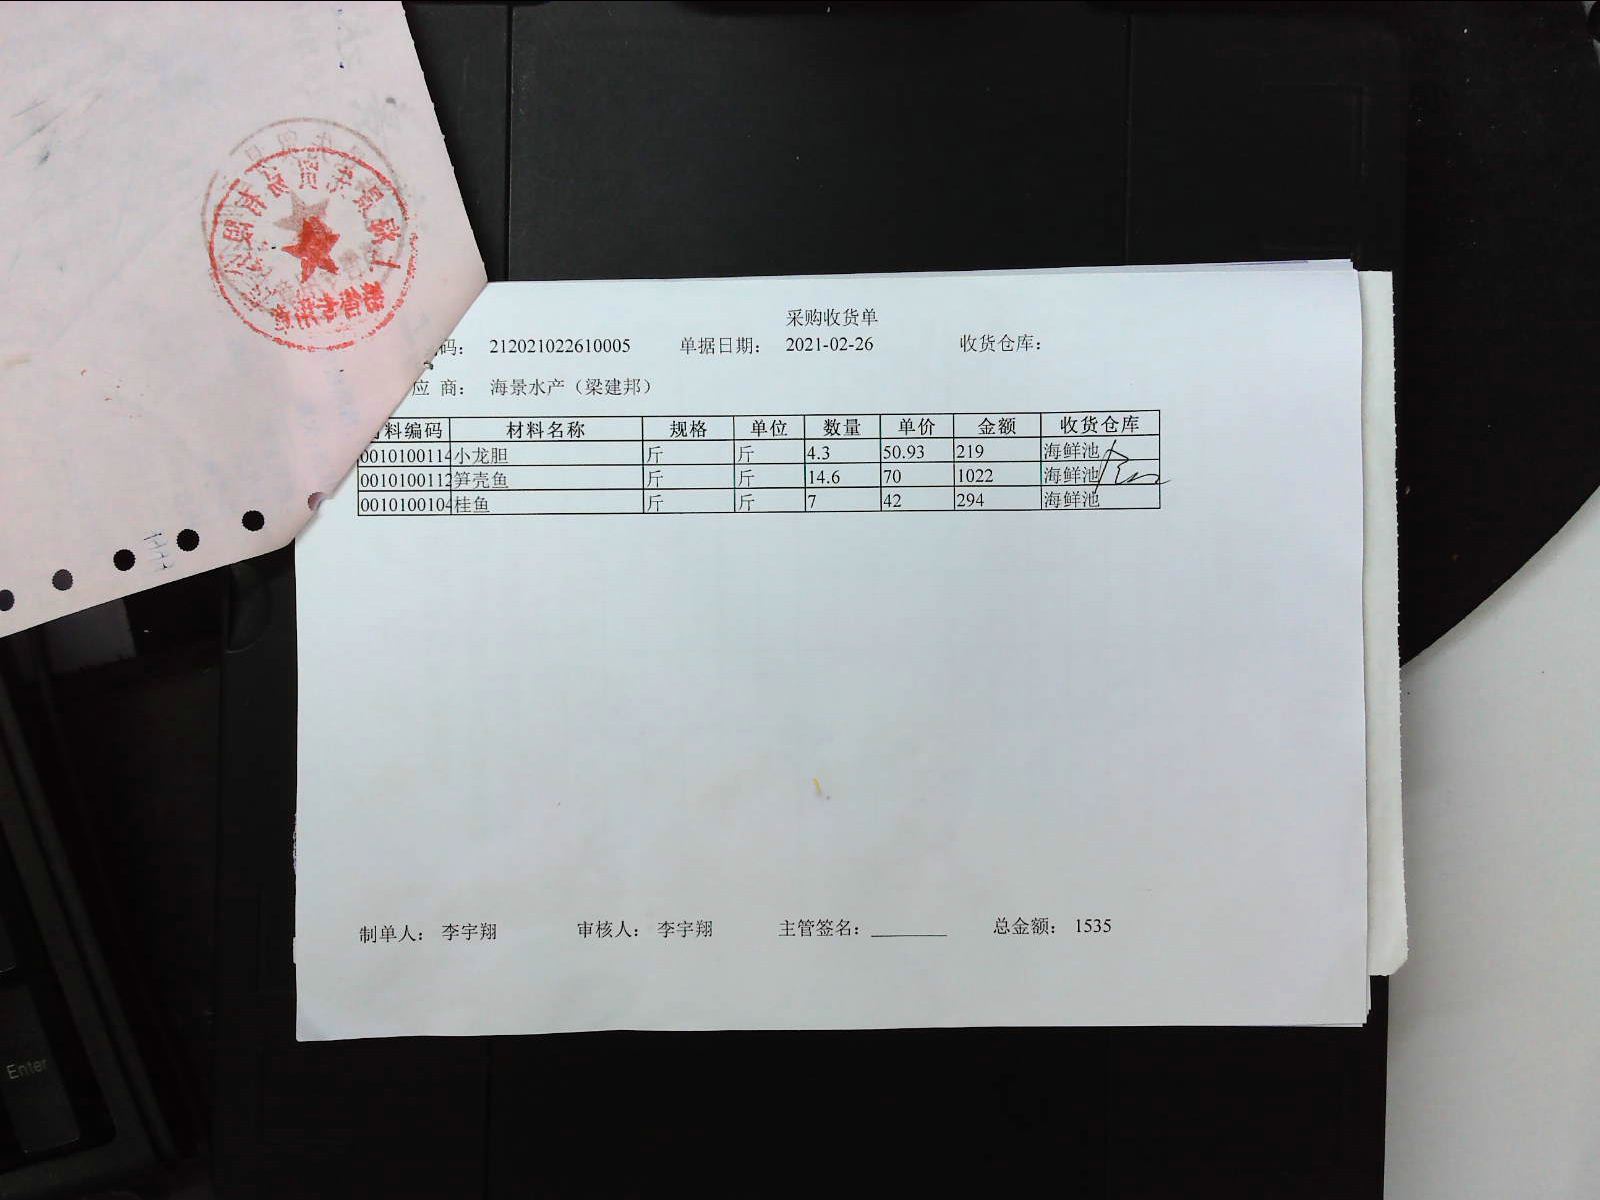 采购收货单
码： 212021022610005 单据日期： 2021-02-26 收货仓库：
应 商： 海景水产（梁建邦）
料编码 材料名称 规格 单位 数量 单价 金额 收货仓库
0010100114 小龙胆 斤 斤 4.3 50.93 219 海鲜池
0010100112 笋壳鱼 斤 斤 14.6 70 1022 海鲜池
0010100104 桂鱼 斤 斤 7 42 294 海鲜池
制单人： 李宇翔 审核人： 李宇翔 主管签名： 总金额： 1535
Enter